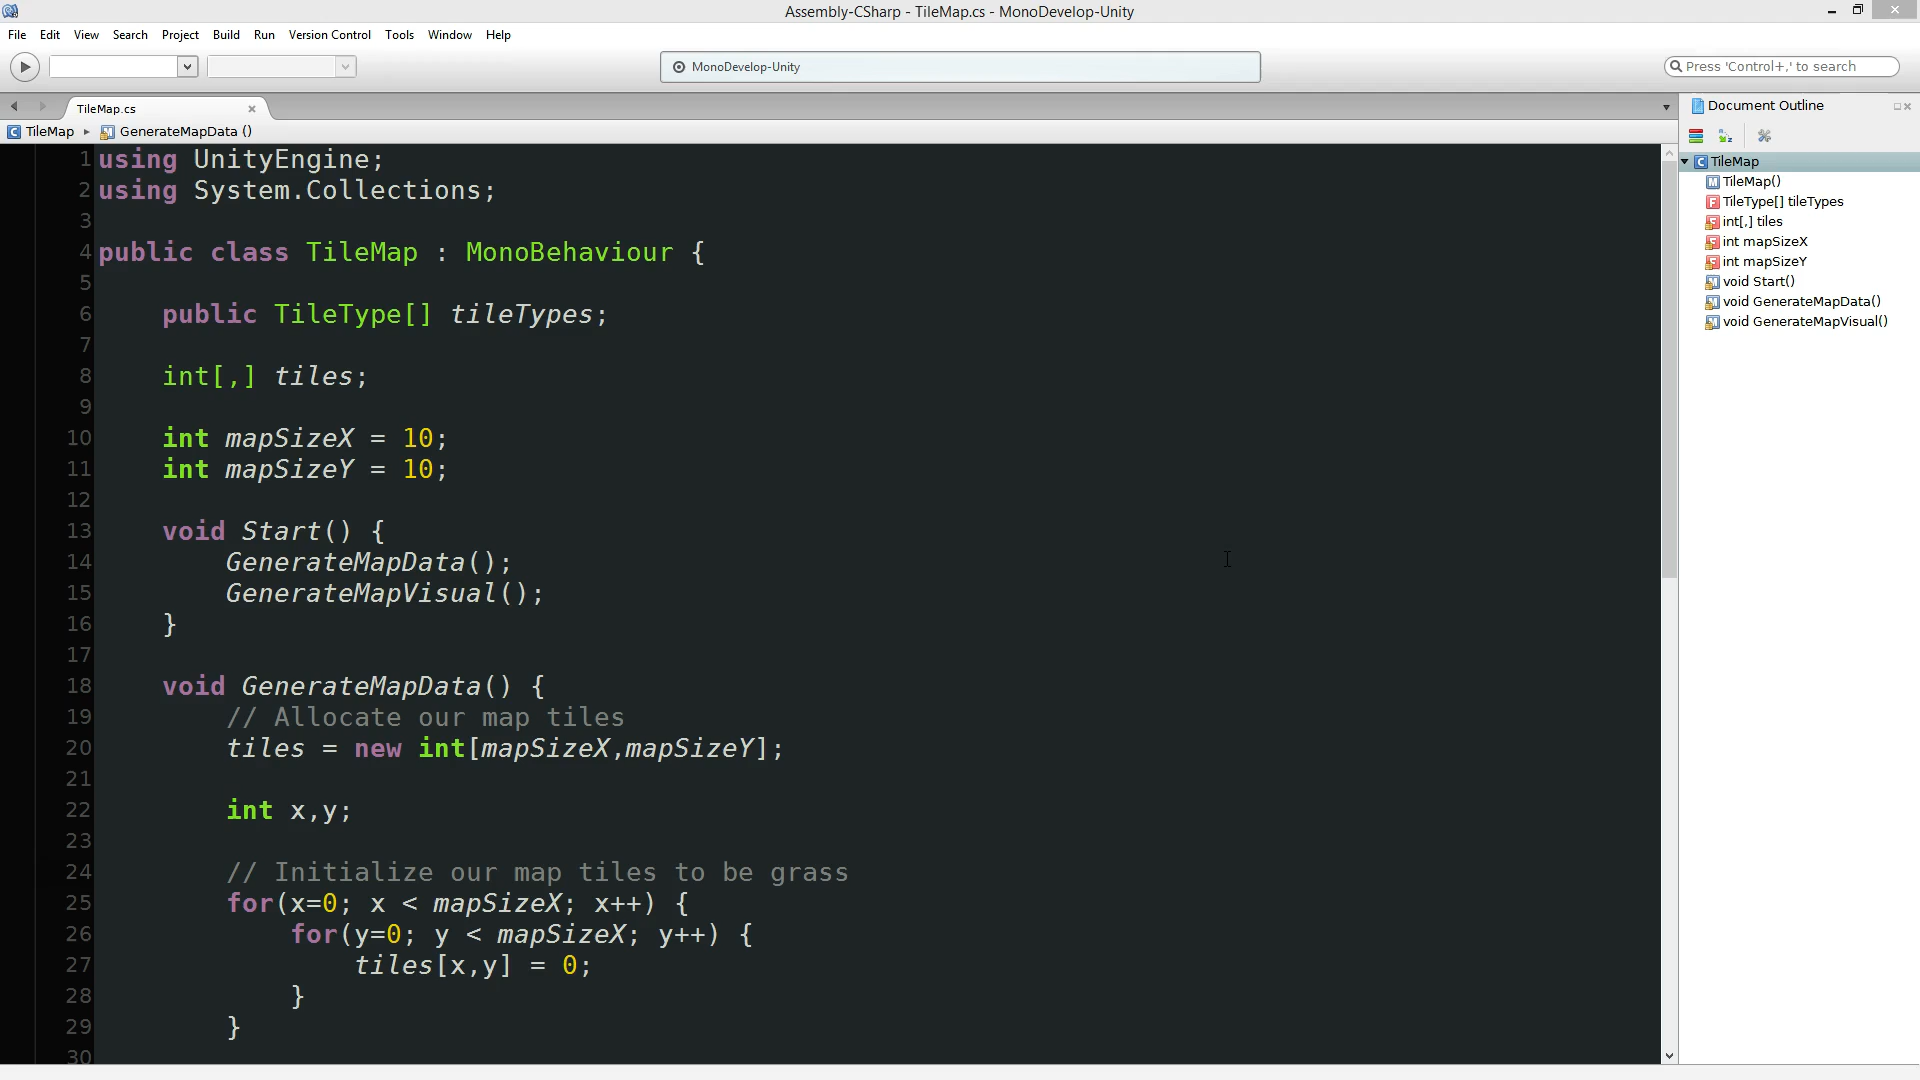 Assembly-CSharp - TileMap.cs - MonoDevelop-Unity
File Edit View Search Project Build Run Version Control Tools Window Help
MonoDevelop-Unity
Press 'Control+,' to search
TileMap.cs
TileMap GenerateMapData ()
1 using UnityEngine;
2 using System.Collections;
3
4 public class TileMap : MonoBehaviour {
5
6 public TileType[] tileTypes;
7
8 int[,] tiles;
9
10 int mapSizeX = 10;
11 int mapSizeY = 10;
12
13 void Start() {
14 GenerateMapData();
15 GenerateMapVisual();
16 }
17
18 void GenerateMapData() {
19 // Allocate our map tiles
20 tiles = new int[mapSizeX,mapSizeY];
21
22 int x,y;
23
24 // Initialize our map tiles to be grass
25 for(x=0; x < mapSizeX; x++) {
26 for(y=0; y < mapSizeX; y++) {
27 tiles[x,y] = 0;
28 }
29 }
30
Document Outline
TileMap
TileMap()
TileType[] tileTypes
int[,] tiles
int mapSizeX
int mapSizeY
void Start()
void GenerateMapData()
void GenerateMapVisual()